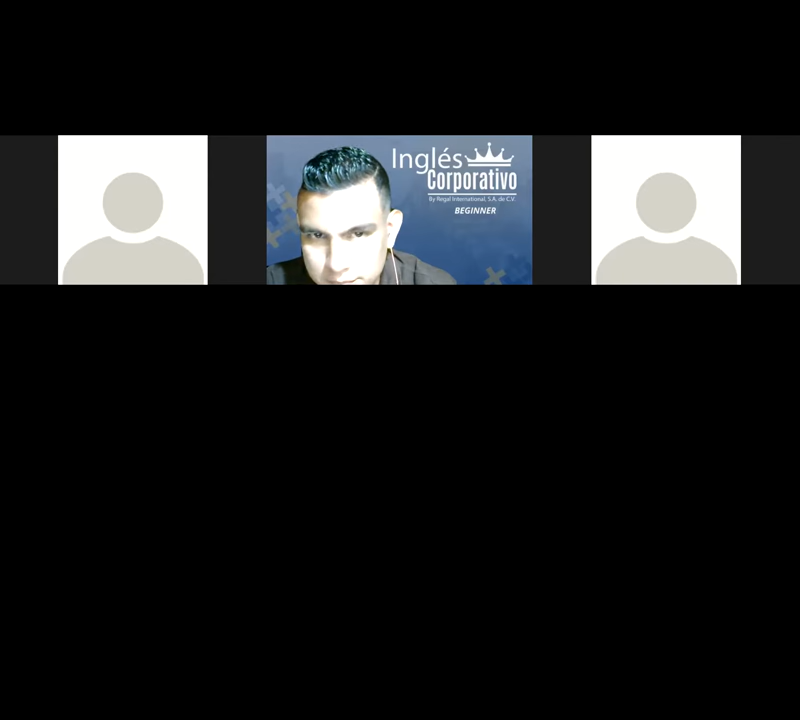 Inglés
Corporativo
By Regal International, S.A. de C.V.
BEGINNER